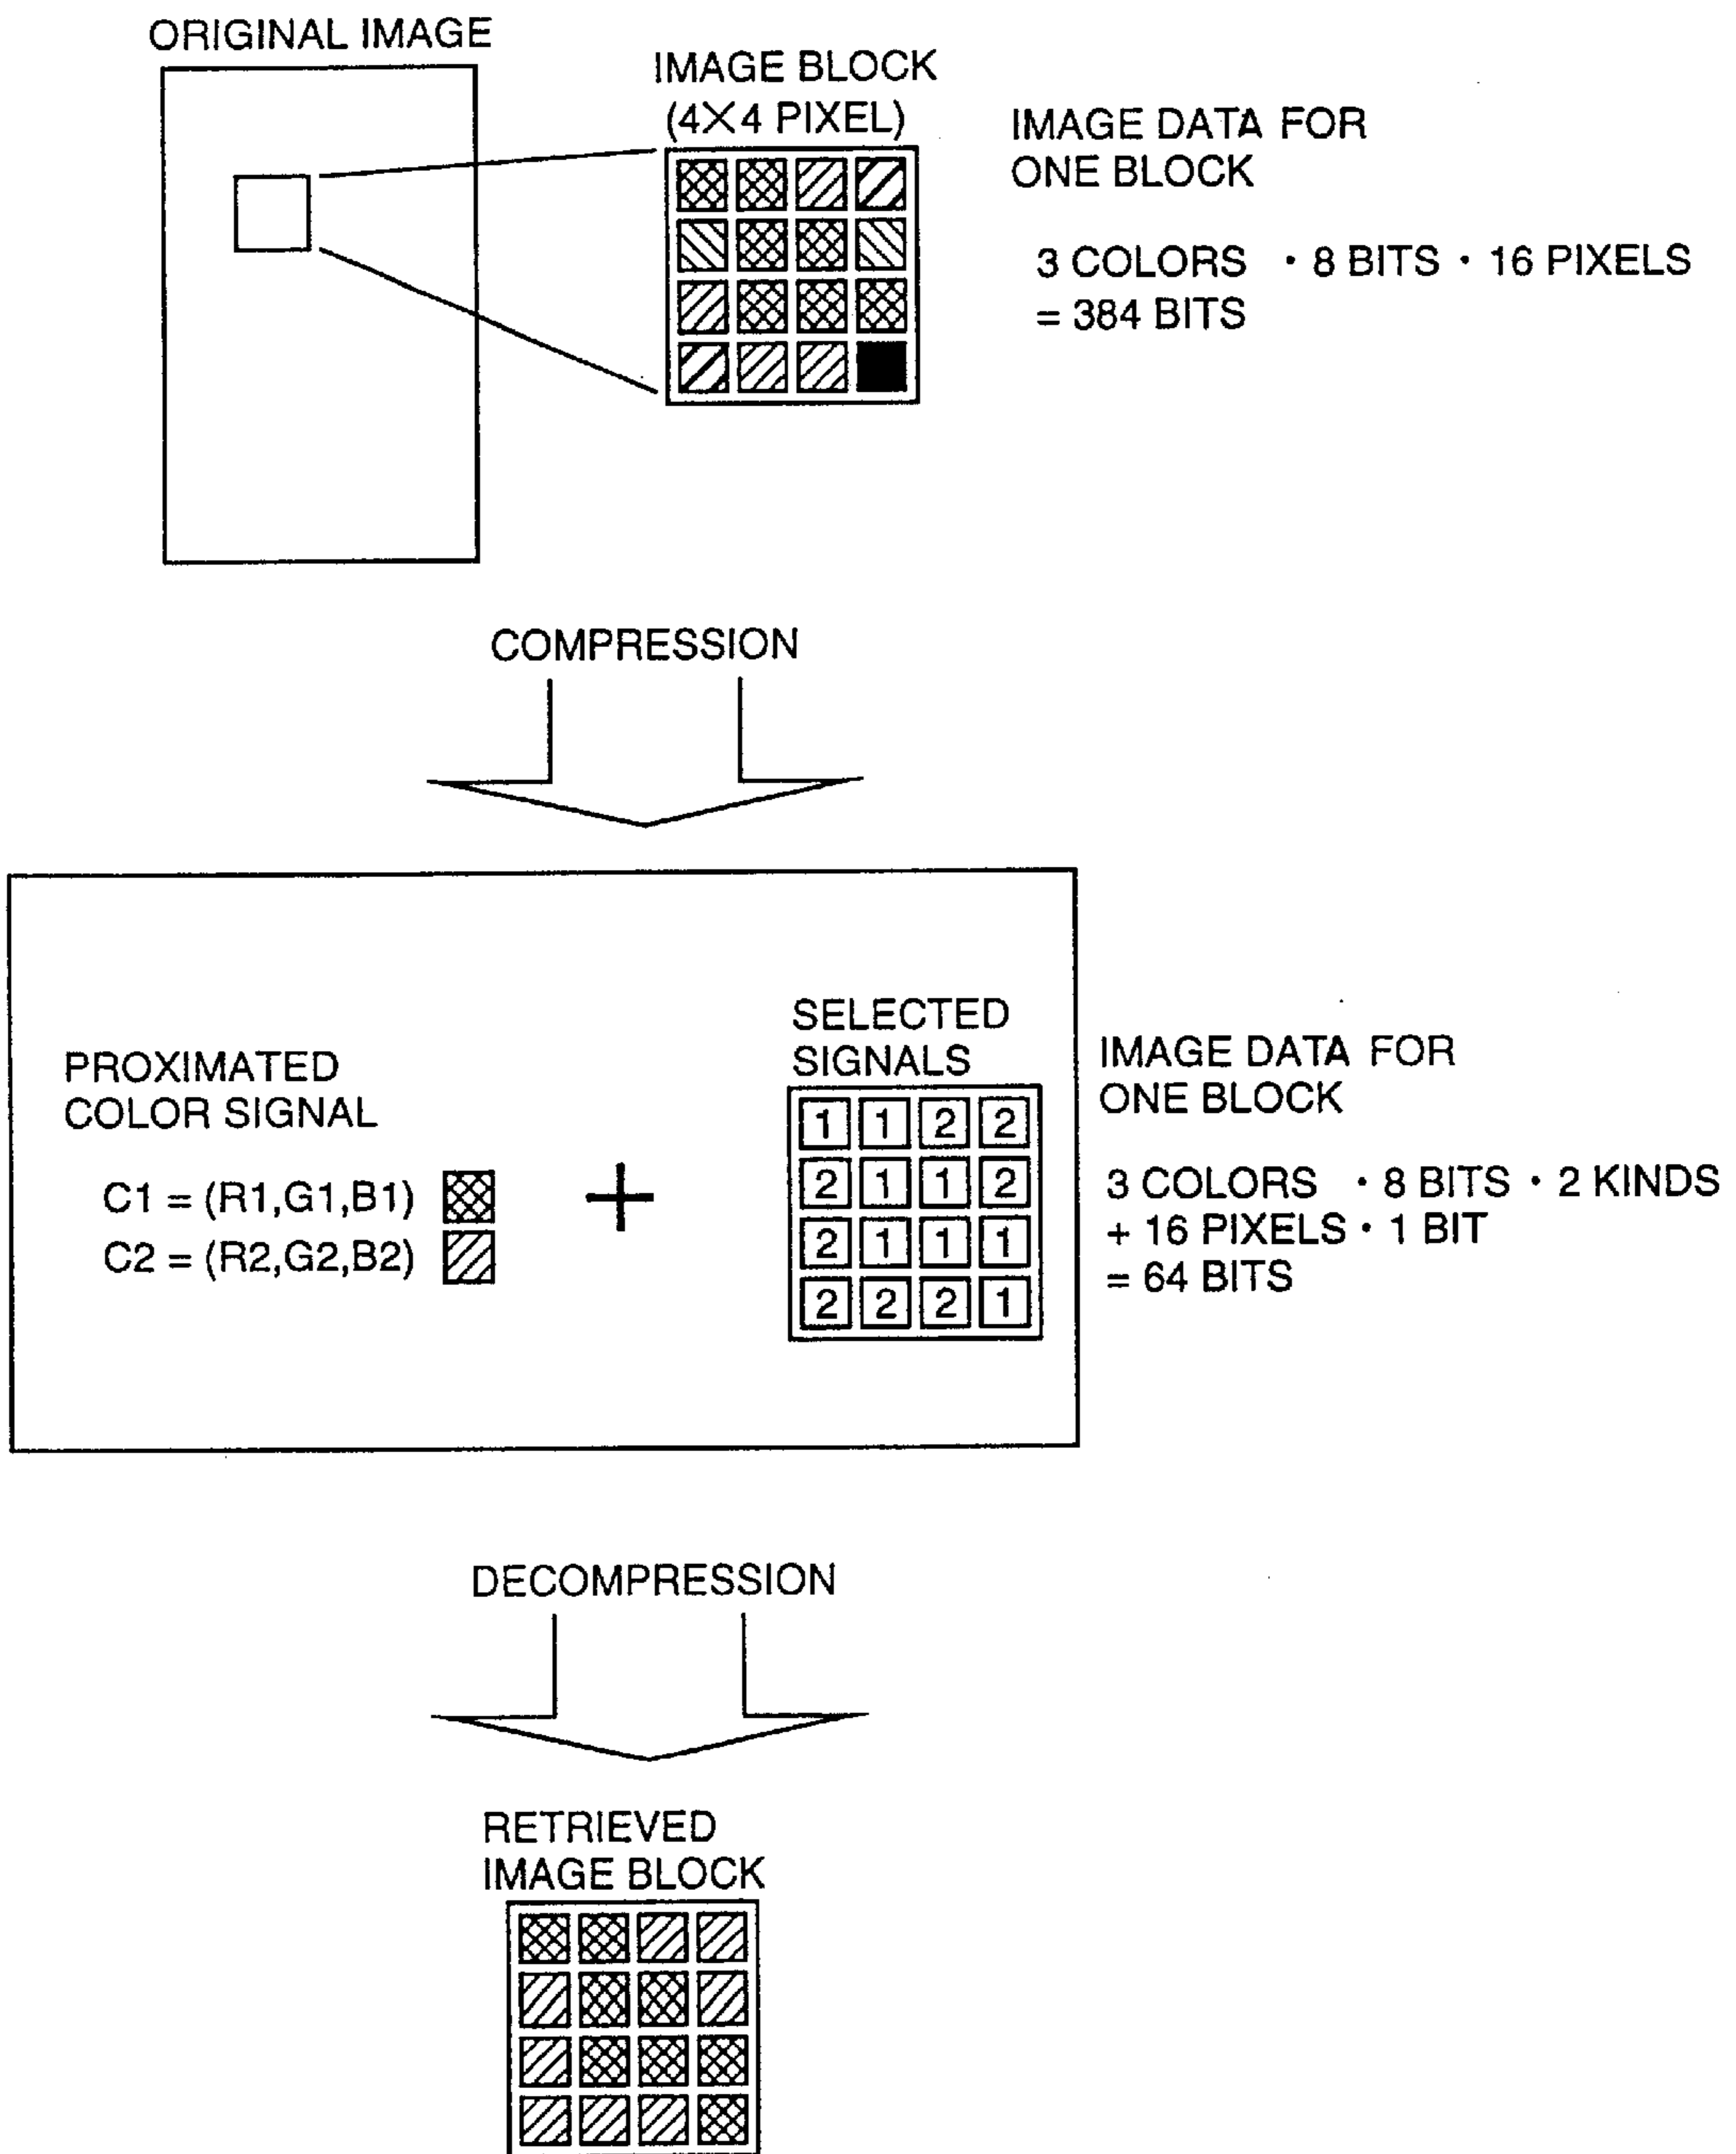 ORIGINAL IMAGE
IMAGE BLOCK
(4×4 PIXEL)
IMAGE DATA FOR
ONE BLOCK
3 COLORS ・8 BITS・16 PIXELS
= 384 BITS
COMPRESSION
PROXIMATED
COLOR SIGNAL
C1 = (R1,G1,B1)
C2 = (R2,G2,B2)
+
SELECTED
SIGNALS
1 1 2 2
2 1 1 2
2 1 1 1
2 2 2 1
IMAGE DATA FOR
ONE BLOCK
3 COLORS ・8 BITS・2 KINDS
+ 16 PIXELS・1 BIT
= 64 BITS
DECOMPRESSION
RETRIEVED
IMAGE BLOCK